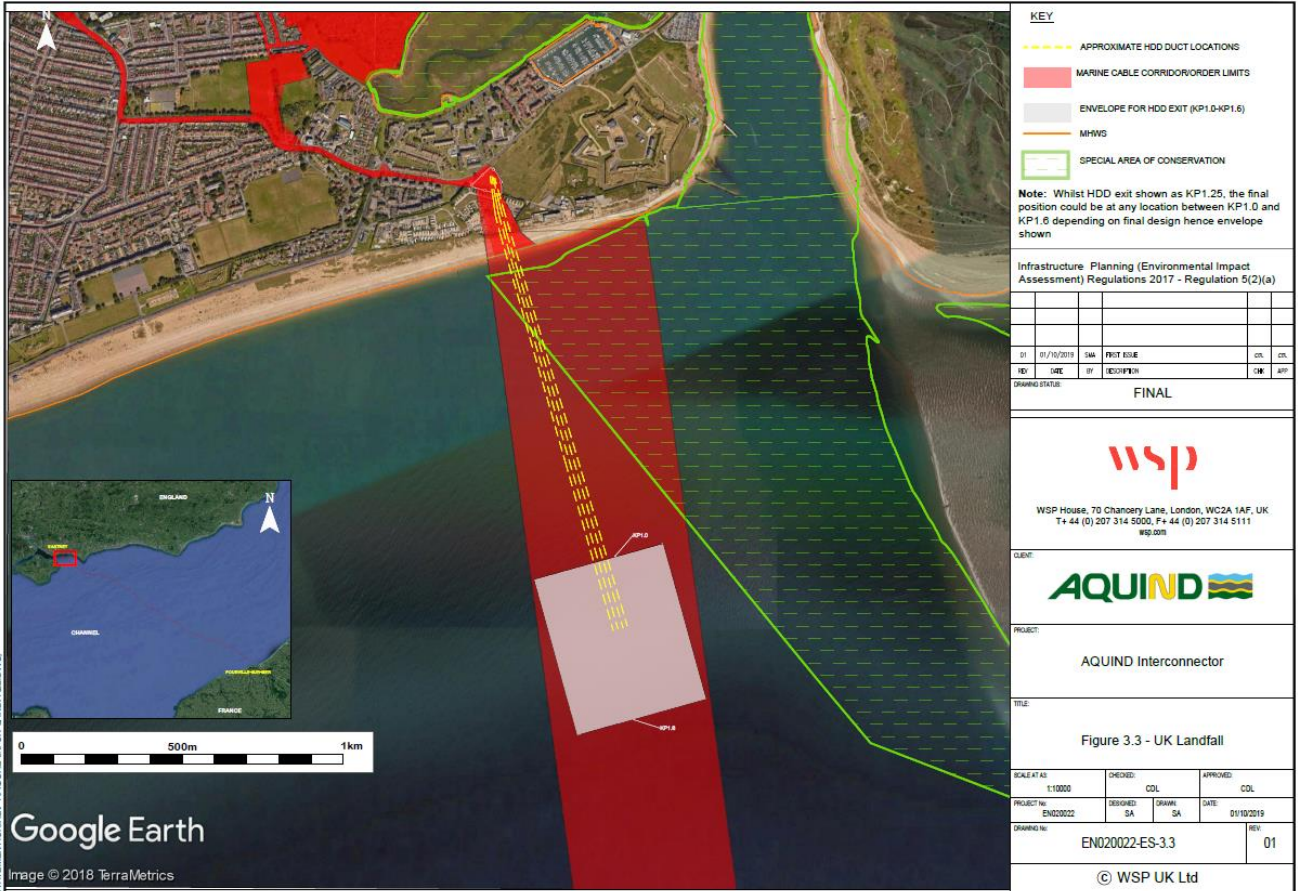 N
KP1.0
KP1.6
ENGLAND
N
EASTNEY
CHANNEL
POURVILLE-SUR-MER
FRANCE
0 500m 1km
Google Earth
Image © 2018 TerraMetrics
KEY
APPROXIMATE HDD DUCT LOCATIONS
MARINE CABLE CORRIDOR/ORDER LIMITS
ENVELOPE FOR HDD EXIT (KP1.0-KP1.6)
MHWS
SPECIAL AREA OF CONSERVATION
Note: Whilst HDD exit shown as KP1.25, the final
position could be at any location between KP1.0 and
KP1.6 depending on final design hence envelope
shown
Infrastructure Planning (Environmental Impact
Assessment) Regulations 2017 - Regulation 5(2)(a)
01 01/10/2019 SMA FIRST ISSUE CDL CDL
REV DATE BY DESCRIPTION CHK APP
DRAWING STATUS:
FINAL
wsp
WSP House, 70 Chancery Lane, London, WC2A 1AF, UK
T+ 44 (0) 207 314 5000, F+ 44 (0) 207 314 5111
wsp.com
CLIENT:
AQUIND
PROJECT:
AQUIND Interconnector
TITLE:
Figure 3.3 - UK Landfall
SCALE AT A3: CHECKED: APPROVED:
1:10000 CDL CDL
PROJECT No: DESIGNED: DRAWN: DATE:
EN020022 SA SA 01/10/2019
DRAWING No: REV:
EN020022-ES-3.3 01
© WSP UK Ltd